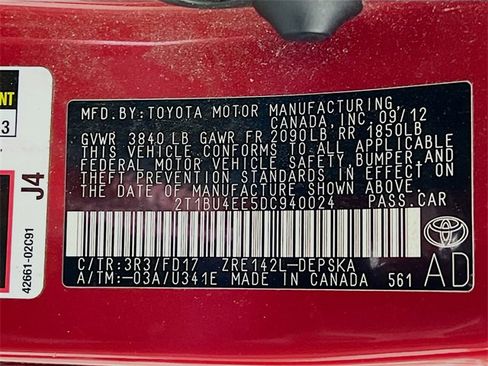 NT
3
J4
42661-02C91
MFD.BY:TOYOTA MOTOR MANUFACTURING,
CANADA,INC.09/12
GVWR 3840LB GAWR FR 2090LB RR 1850LB
THIS VEHICLE CONFORMS TO ALL APPLICABLE
FEDERAL MOTOR VEHICLE SAFETY,BUMPER,AND
THEFT PREVENTION STANDARDS IN EFFECT ON
THE DATE OF MANUFACTURE SHOWN ABOVE.
2T1BU4EE5DC940024 PASS.CAR
C/TR:3R3/FD17 ZRE142L-DEPSKA
A/TM:-03A/U341E MADE IN CANADA 561
AD